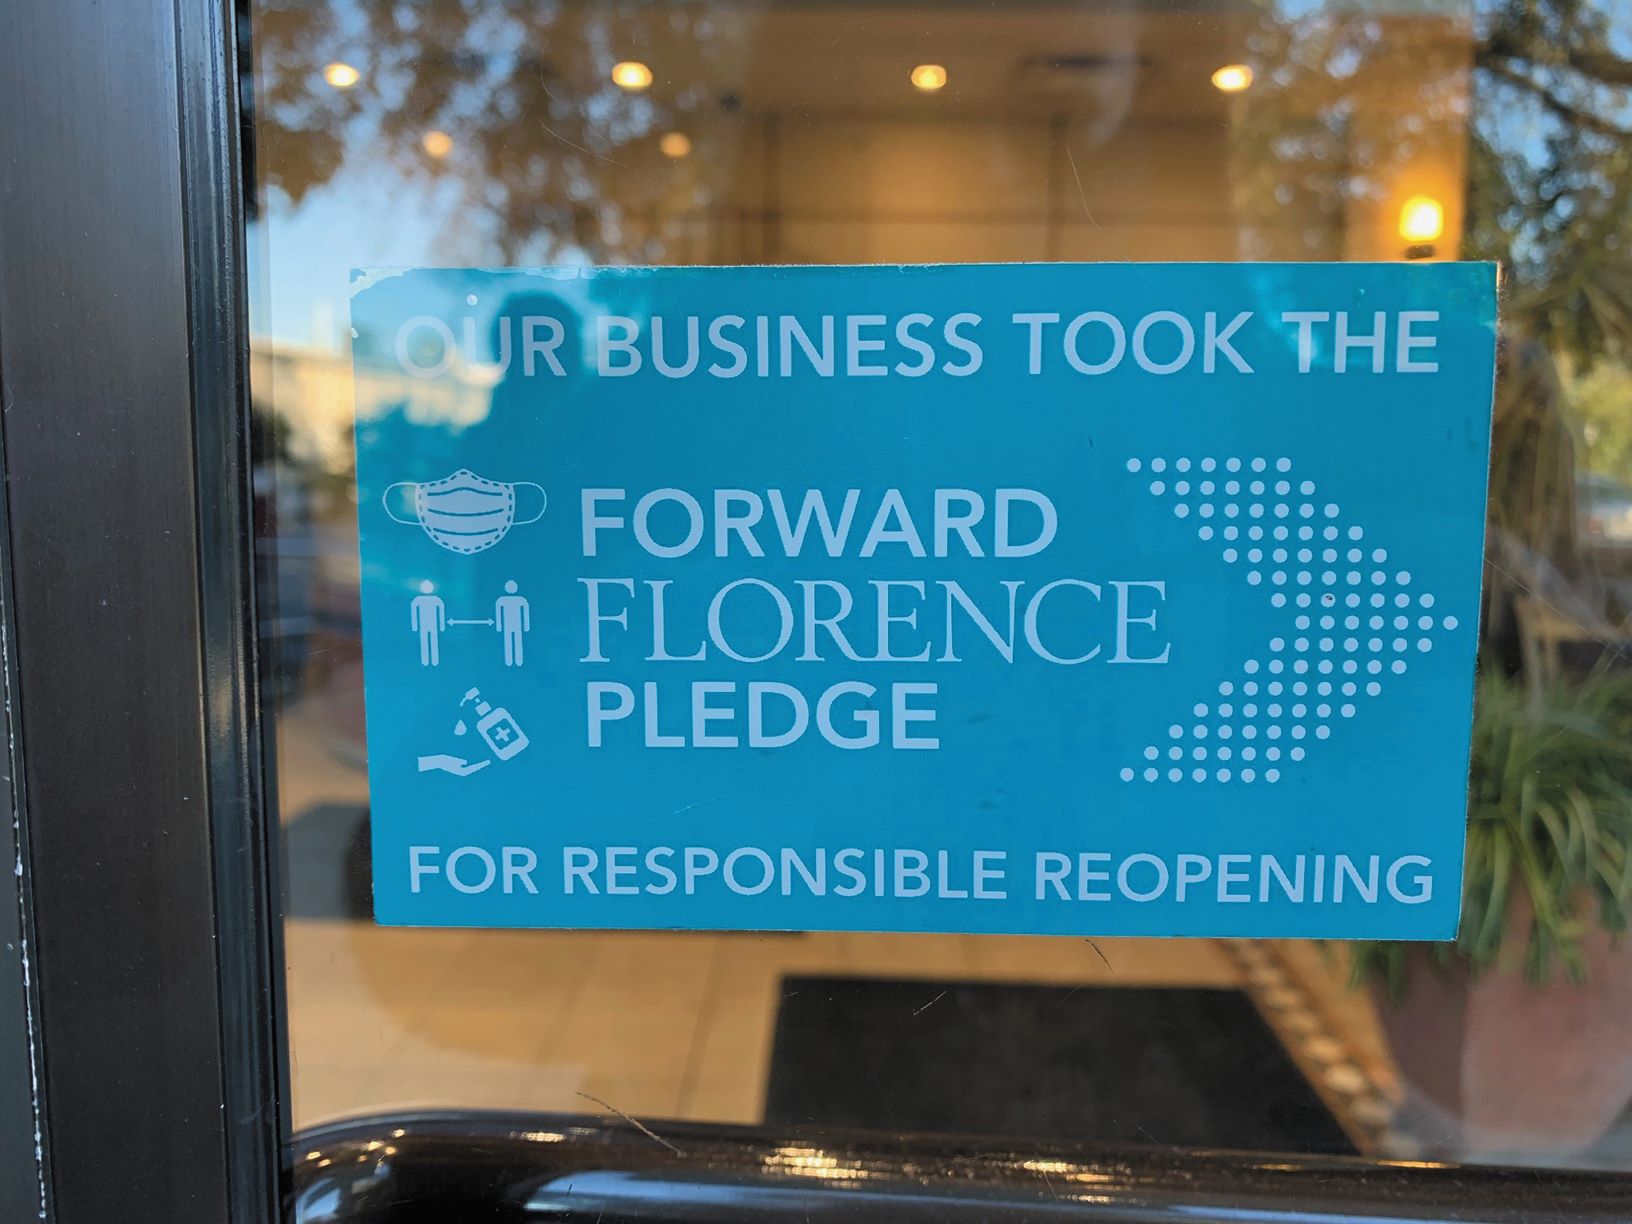 OUR BUSINESS TOOK THE
FORWARD
FLORENCE
PLEDGE
FOR RESPONSIBLE REOPENING